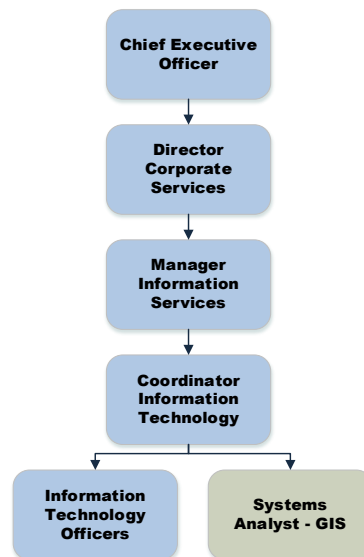 Chief Executive
Officer
Director
Corporate
Services
Manager
Information
Services
Coordinator
Information
Technology
Information
Technology
Officers
Systems
Analyst - GIS